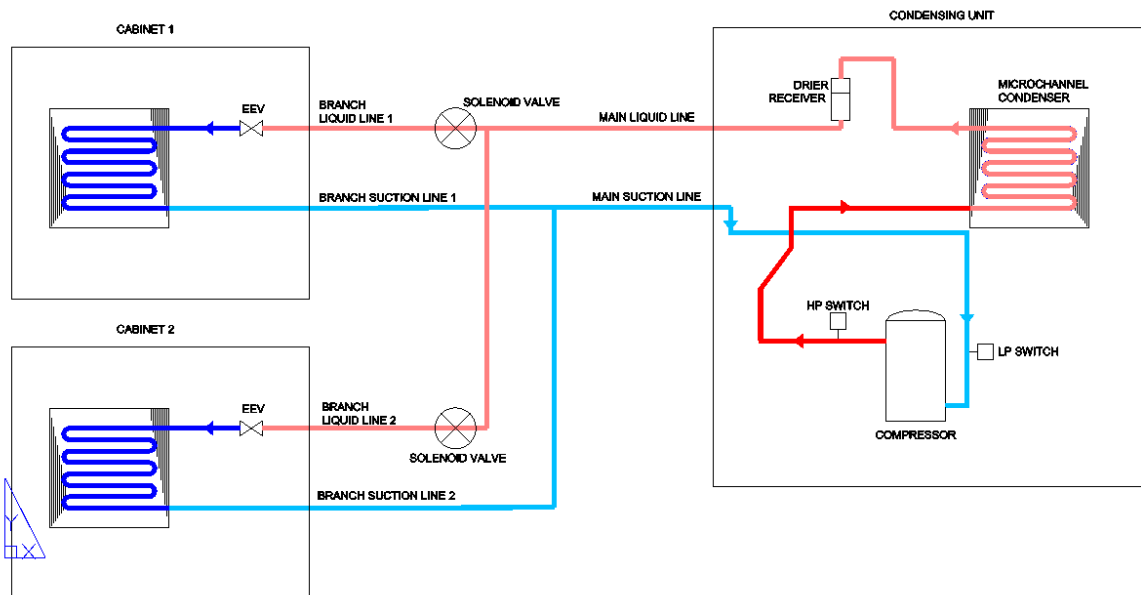 CONDENSING UNIT
CABINET 1
DRIER
RECEIVER
MICROCHANNEL
CONDENSER
EEV
BRANCH
LIQUID LINE 1
SOLENOID VALVE
MAIN LIQUID LINE
BRANCH SUCTION LINE 1
MAIN SUCTION LINE
HP SWITCH
LP SWITCH
COMPRESSOR
CABINET 2
EEV
BRANCH
LIQUID LINE 2
SOLENOID VALVE
BRANCH SUCTION LINE 2
Y
X